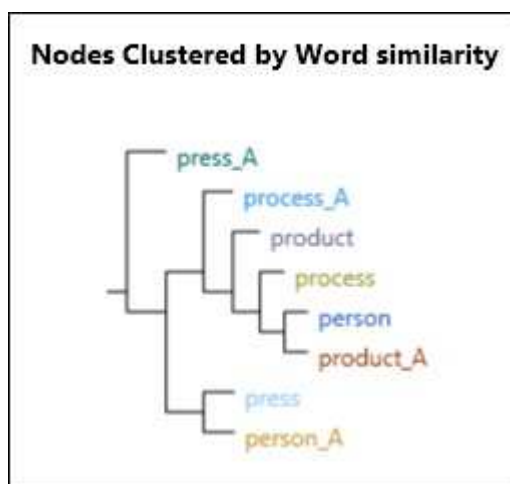 Nodes Clustered by Word similarity
press_A
process_A
product
process
person
product_A
press
person_A